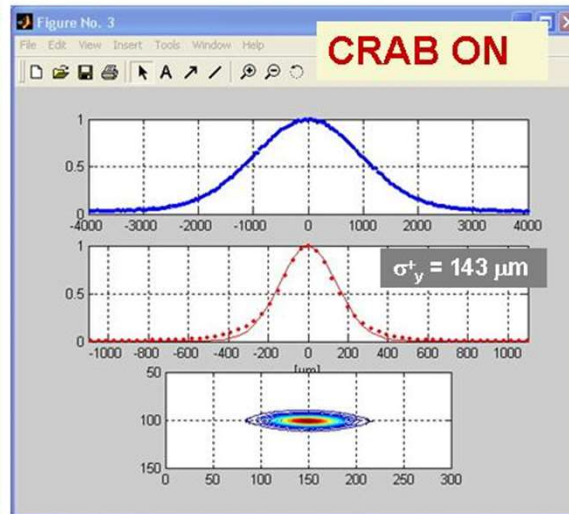 Figure No. 3
File Edit View Insert Tools Window Help
CRAB ON
A
1
0.5
0
-4000 -3000 -2000 -1000 0 1000 2000 3000 4000
1
σ⁺y = 143 μm
0.5
0
-1000 -800 -600 -400 -200 0 200 400 600 800 1000
[μm]
50
100
150
0 50 100 150 200 250 300